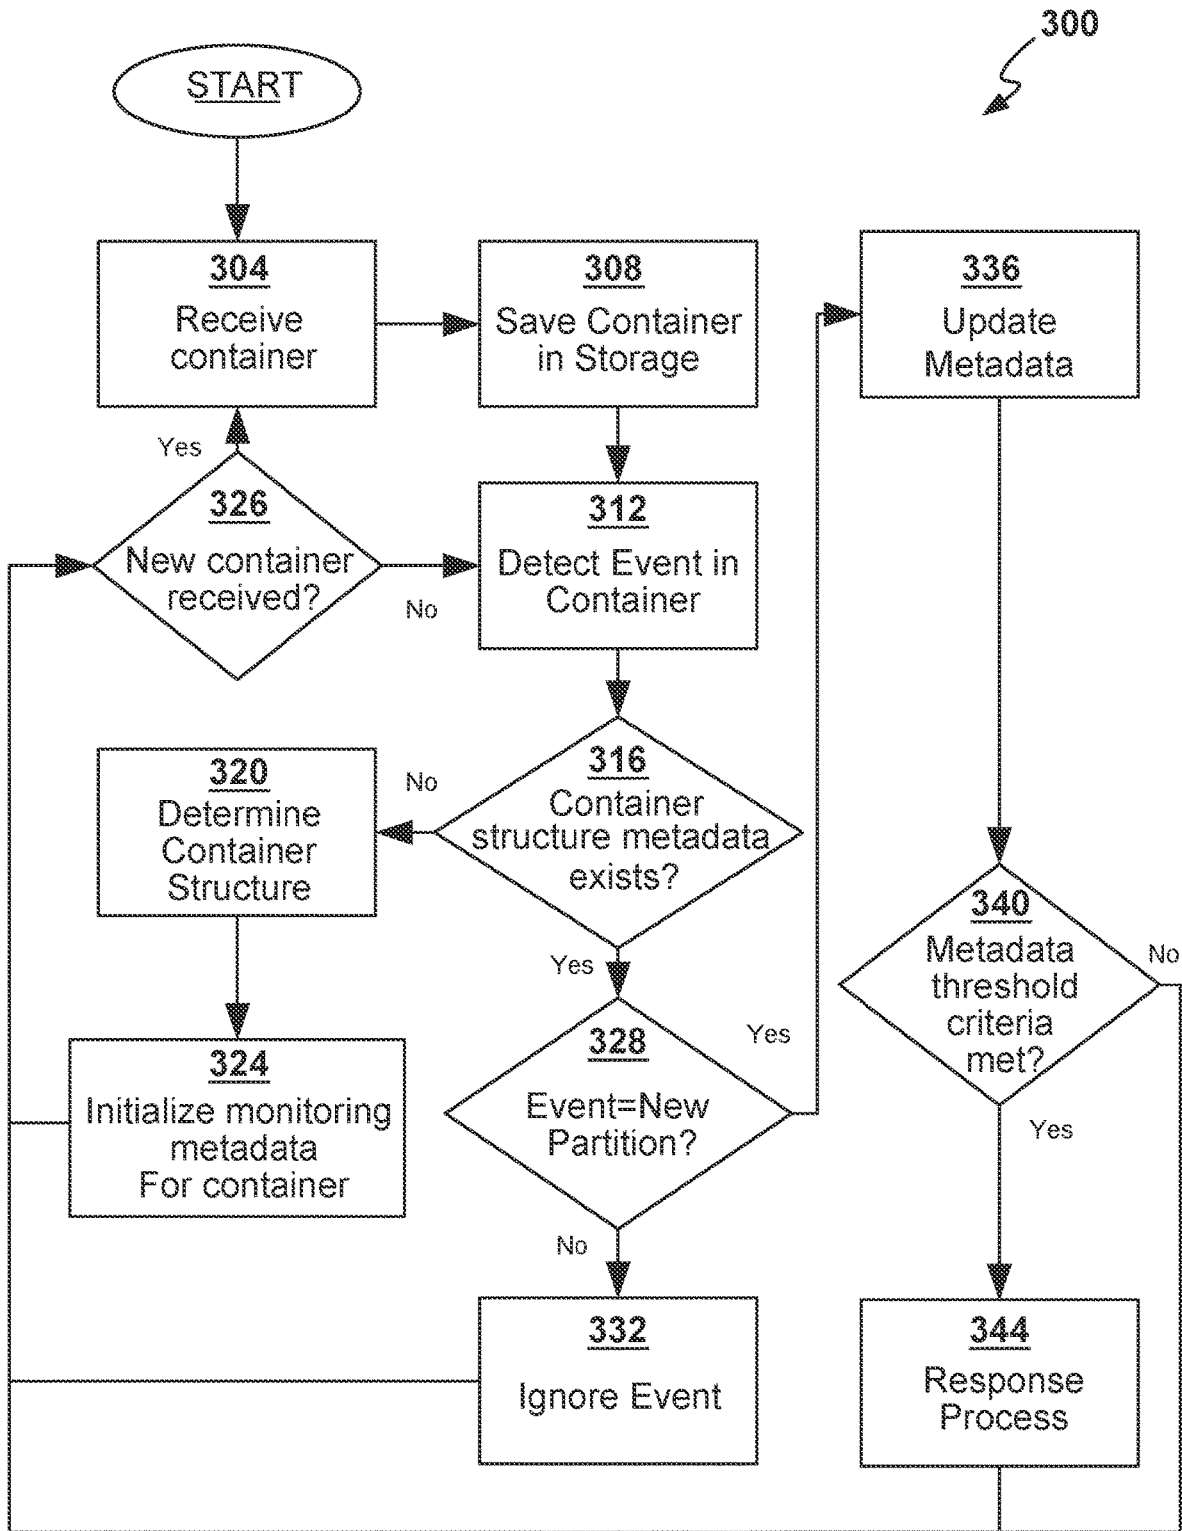 300
START
304
Receive
container
308
Save Container
in Storage
336
Update
Metadata
Yes
326
New container
received?
No
312
Detect Event in
Container
320
Determine
Container
Structure
No
316
Container
structure metadata
exists?
Yes
324
Initialize monitoring
metadata
For container
328
Event=New
Partition?
Yes
No
332
Ignore Event
340
Metadata
threshold
criteria
met?
No
Yes
344
Response
Process